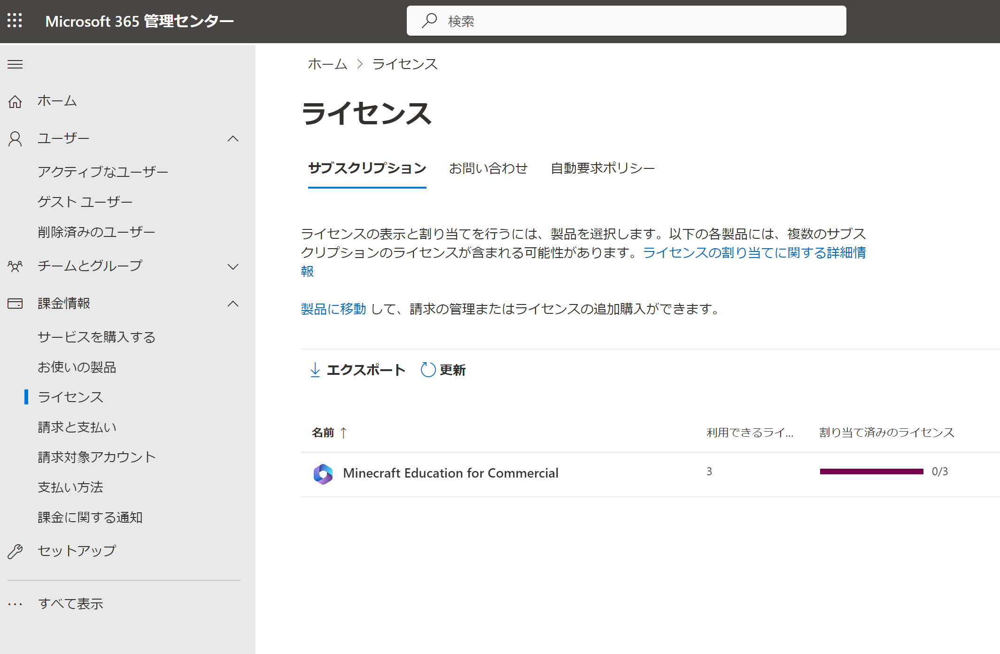 Microsoft 365 管理センター
検索
ホーム
ユーザー
アクティブなユーザー
ゲスト ユーザー
削除済みのユーザー
チームとグループ
課金情報
サービスを購入する
お使いの製品
ライセンス
請求と支払い
請求対象アカウント
支払い方法
課金に関する通知
セットアップ
すべて表示
ホーム > ライセンス
ライセンス
サブスクリプション お問い合わせ 自動要求ポリシー
ライセンスの表示と割り当てを行うには、製品を選択します。以下の各製品には、複数のサブス
クリプションのライセンスが含まれる可能性があります。ライセンスの割り当てに関する詳細情
報
製品に移動 して、請求の管理またはライセンスの追加購入ができます。
エクスポート 更新
名前 ↑ 利用できるライ... 割り当て済みのライセンス
Minecraft Education for Commercial 3 0/3